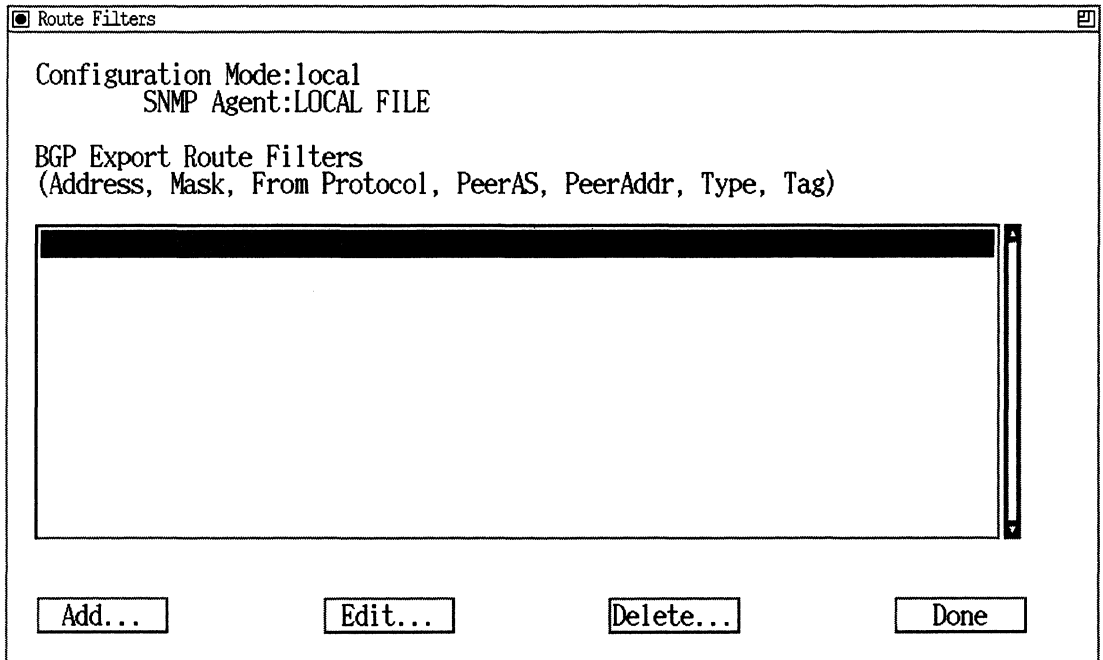 Route Filters
Configuration Mode:local
SNMP Agent:LOCAL FILE
BGP Export Route Filters
(Address, Mask, From Protocol, PeerAS, PeerAddr, Type, Tag)
Add... Edit... Delete... Done